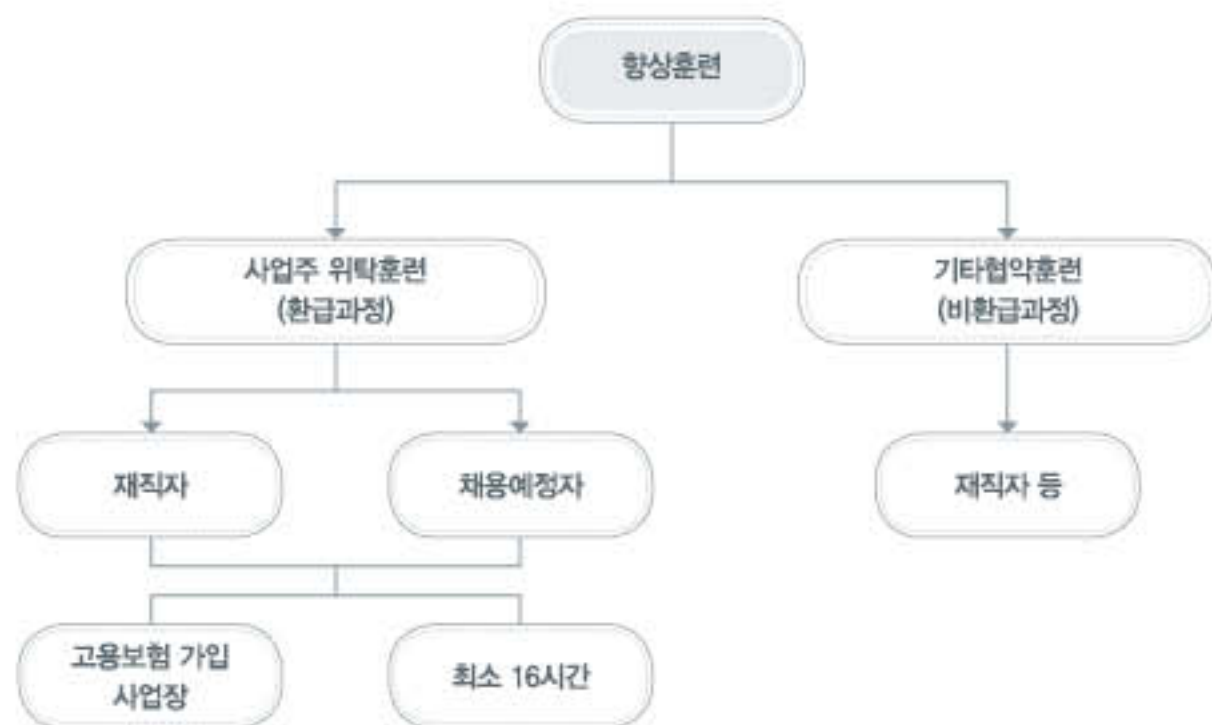 향상훈련
사업주 위탁훈련
(환급과정)
기타협약훈련
(비환급과정)
재직자
채용예정자
재직자 등
고용보험 가입
사업장
최소 16시간